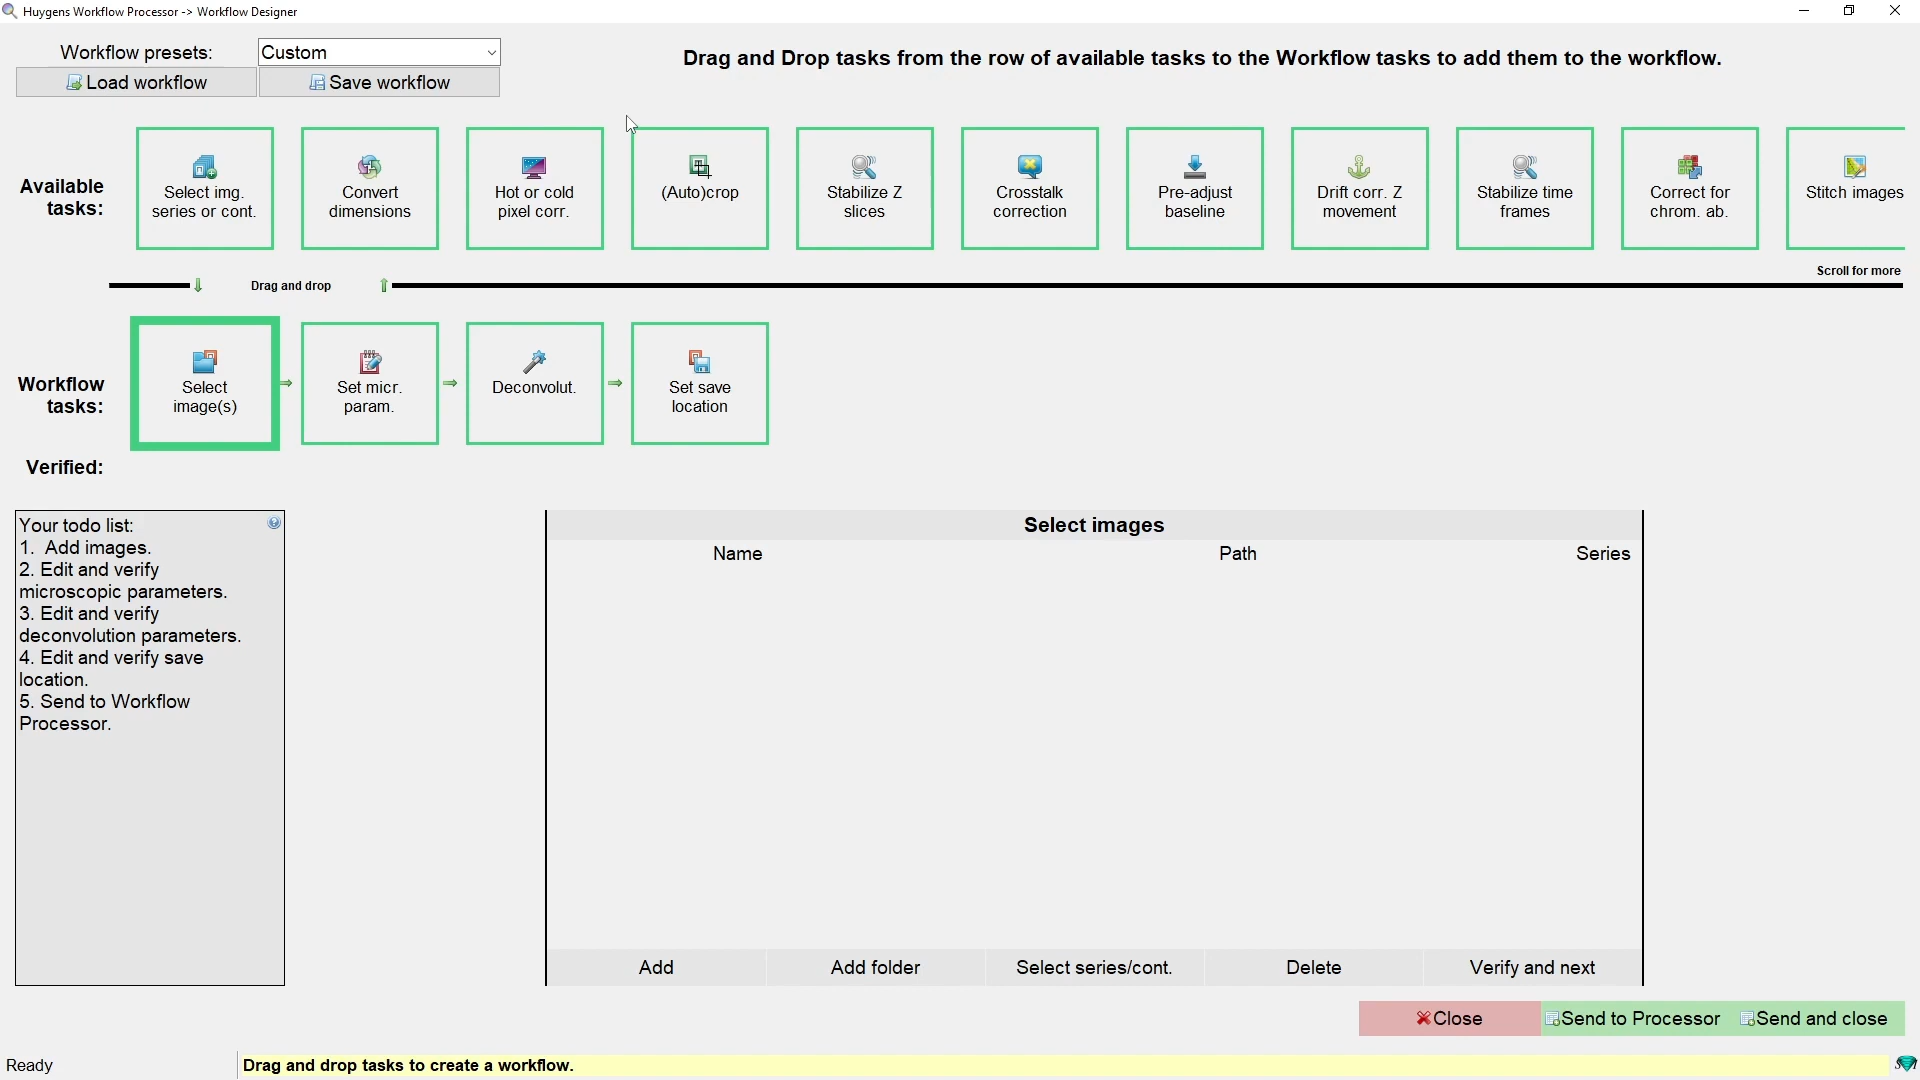 Huygens Workflow Processor -> Workflow Designer
Workflow presets:
Custom
Load workflow
Save workflow
Drag and Drop tasks from the row of available tasks to the Workflow tasks to add them to the workflow.
Available
tasks:
Select img.
series or cont.
Convert
dimensions
Hot or cold
pixel corr.
(Auto)crop
Stabilize Z
slices
Crosstalk
correction
Pre-adjust
baseline
Drift corr. Z
movement
Stabilize time
frames
Correct for
chrom. ab.
Stitch images
Scroll for more
Drag and drop
Workflow
tasks:
Select
image(s)
Set micr.
param.
Deconvolut.
Set save
location
Verified:
Your todo list:
1. Add images.
2. Edit and verify
microscopic parameters.
3. Edit and verify
deconvolution parameters.
4. Edit and verify save
location.
5. Send to Workflow
Processor.
Select images
Name
Path
Series
Add
Add folder
Select series/cont.
Delete
Verify and next
Close
Send to Processor
Send and close
Ready
Drag and drop tasks to create a workflow.
SVI